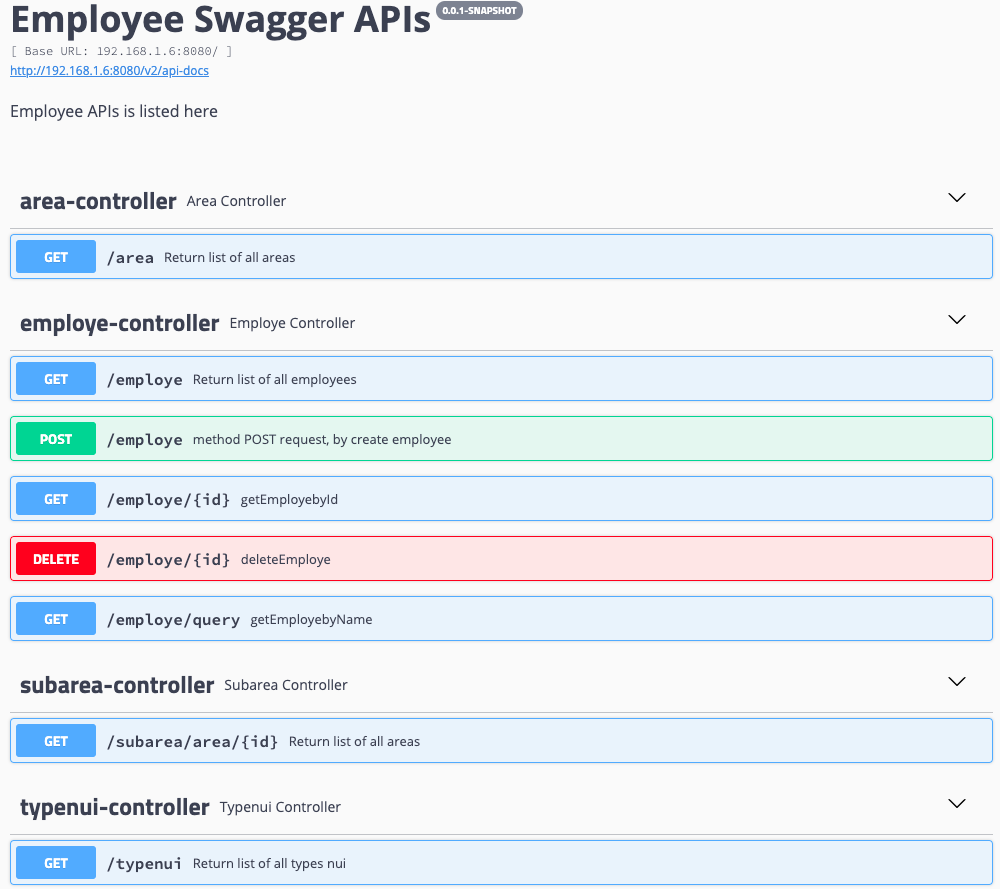 Employee Swagger APIs 0.0.1-SNAPSHOT
[ Base URL: 192.168.1.6:8080/ ]
http://192.168.1.6:8080/v2/api-docs
Employee APIs is listed here
area-controller Area Controller
GET /area Return list of all areas
employe-controller Employe Controller
GET /employe Return list of all employees
POST /employe method POST request, by create employee
GET /employe/{id} getEmployebyId
DELETE /employe/{id} deleteEmploye
GET /employe/query getEmployebyName
subarea-controller Subarea Controller
GET /subarea/area/{id} Return list of all areas
typenui-controller Typenui Controller
GET /typenui Return list of all types nui